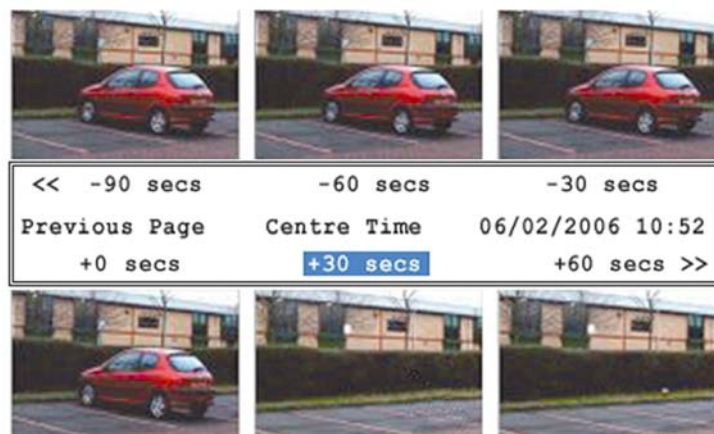 << -90 secs -60 secs -30 secs
Previous Page Centre Time 06/02/2006 10:52
+0 secs +30 secs +60 secs >>